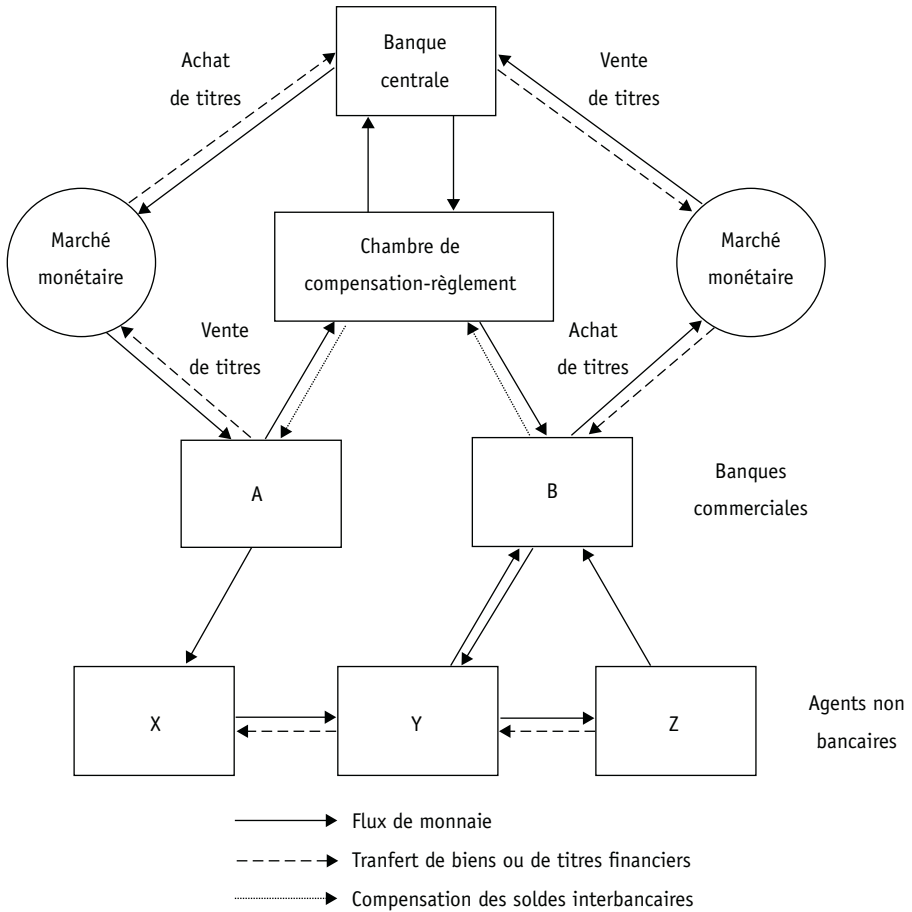 Banque
centrale
Achat
de titres
Vente
de titres
Marché
monétaire
Chambre de
compensation-règlement
Marché
monétaire
Vente
de titres
Achat
de titres
A
B
Banques
commerciales
X
Y
Z
Agents non
bancaires
Flux de monnaie
Tranfert de biens ou de titres financiers
Compensation des soldes interbancaires